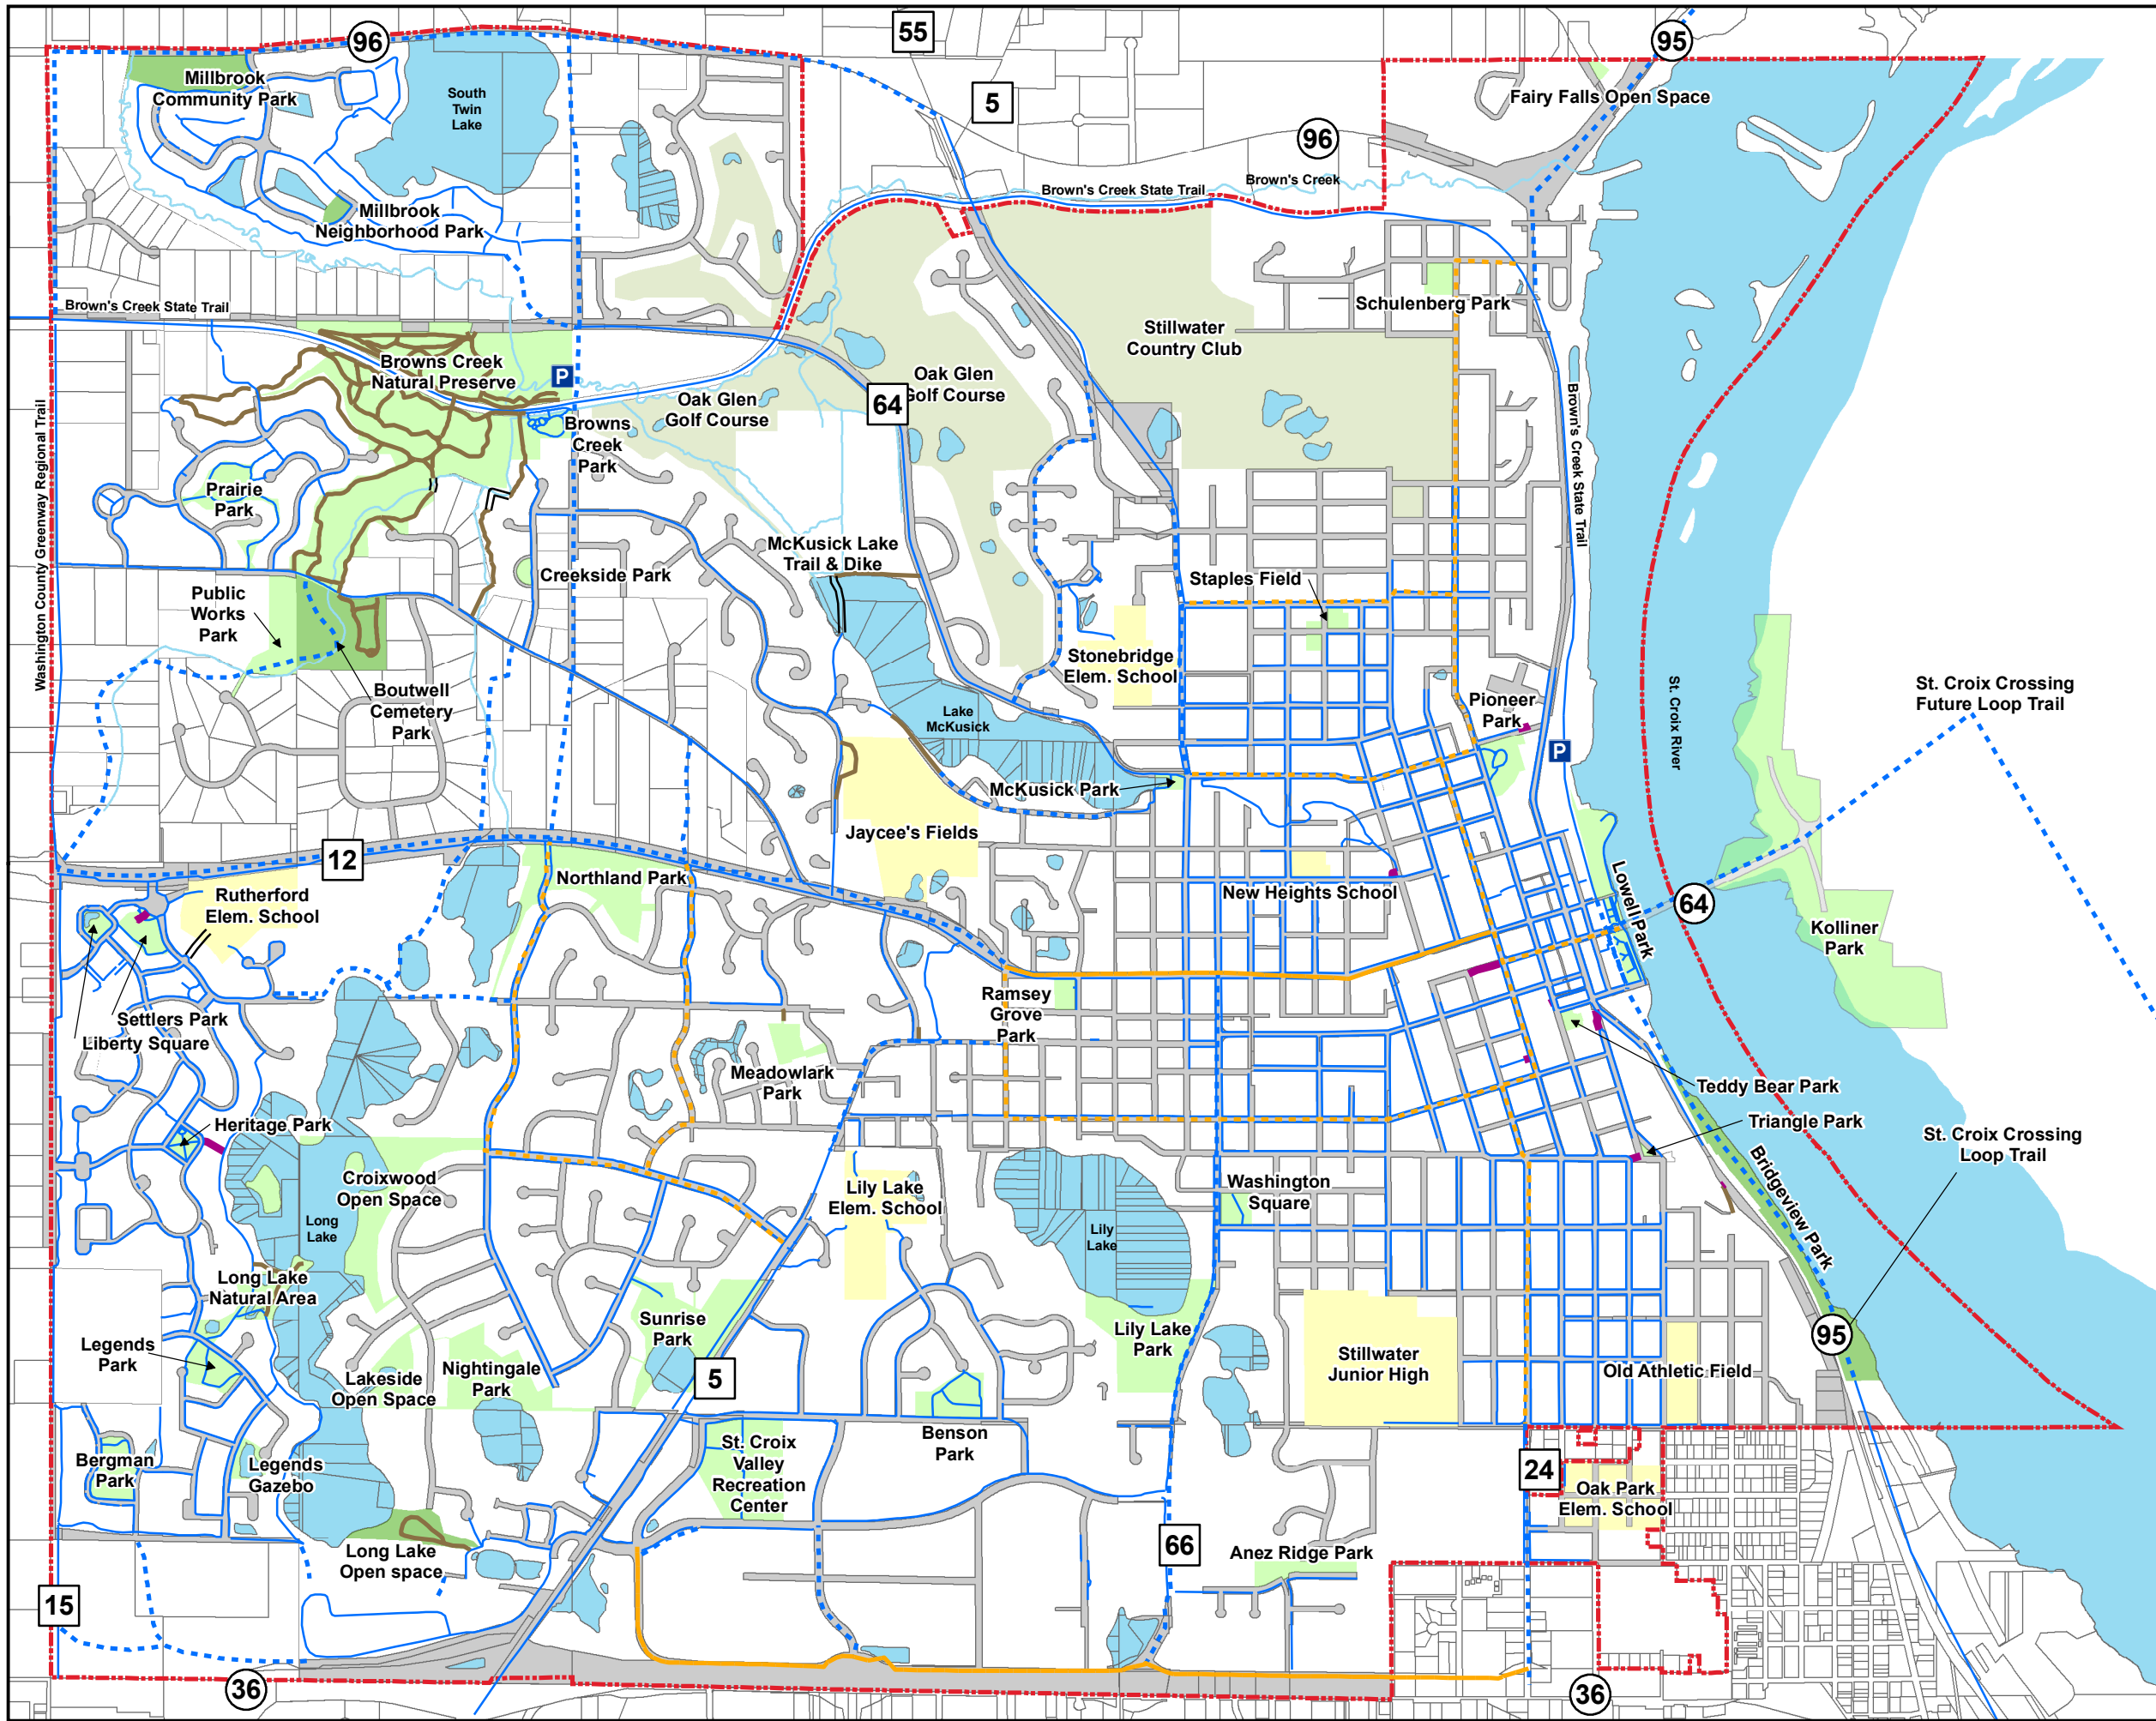 96
55
95
Millbrook
Community Park
South
Twin
Lake
5
Fairy Falls Open Space
96
Brown's Creek State Trail
Brown's Creek
Millbrook
Neighborhood Park
Brown's Creek State Trail
Schulenberg Park
Stillwater
Country Club
Browns Creek
Natural Preserve
P
Oak Glen
Golf Course
64
Oak Glen
Golf Course
Browns
Creek
Park
Brown's Creek State Trail
Washington County Greenway Regional Trail
Prairie
Park
McKusick Lake
Trail & Dike
Creekside Park
Staples Field
Public
Works
Park
Stonebridge
Elem. School
Boutwell
Cemetery
Park
Lake
McKusick
Pioneer
Park
St. Croix River
St. Croix Crossing
Future Loop Trail
P
McKusick Park
Jaycee's Fields
12
Northland Park
New Heights School
Rutherford
Elem. School
Lowell Park
64
Kolliner
Park
Settlers Park
Liberty Square
Ramsey
Grove
Park
Meadowlark
Park
Teddy Bear Park
Heritage Park
Triangle Park
St. Croix Crossing
Loop Trail
Croixwood
Open Space
Lily Lake
Elem. School
Washington
Square
Long
Lake
Lily
Lake
Bridgeview Park
Long Lake
Natural Area
Sunrise
Park
Lily Lake
Park
95
Legends
Park
Stillwater
Junior High
Old Athletic Field
Lakeside
Open Space
Nightingale
Park
5
Bergman
Park
Legends
Gazebo
St. Croix
Valley
Recreation
Center
Benson
Park
24
Oak Park
Elem. School
Long Lake
Open space
66
Anez Ridge Park
15
36
36